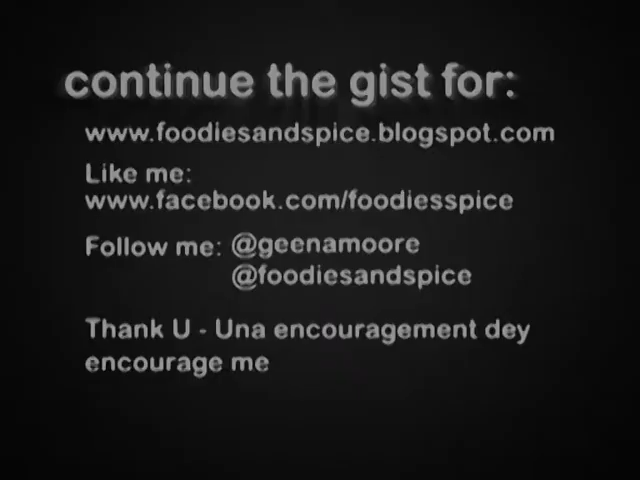 continue the gist for:
www.foodiesandspice.blogspot.com
Like me:
www.facebook.com/foodiesspice
Follow me: @geenamoore
@foodiesandspice
Thank U - Una encouragement dey
encourage me